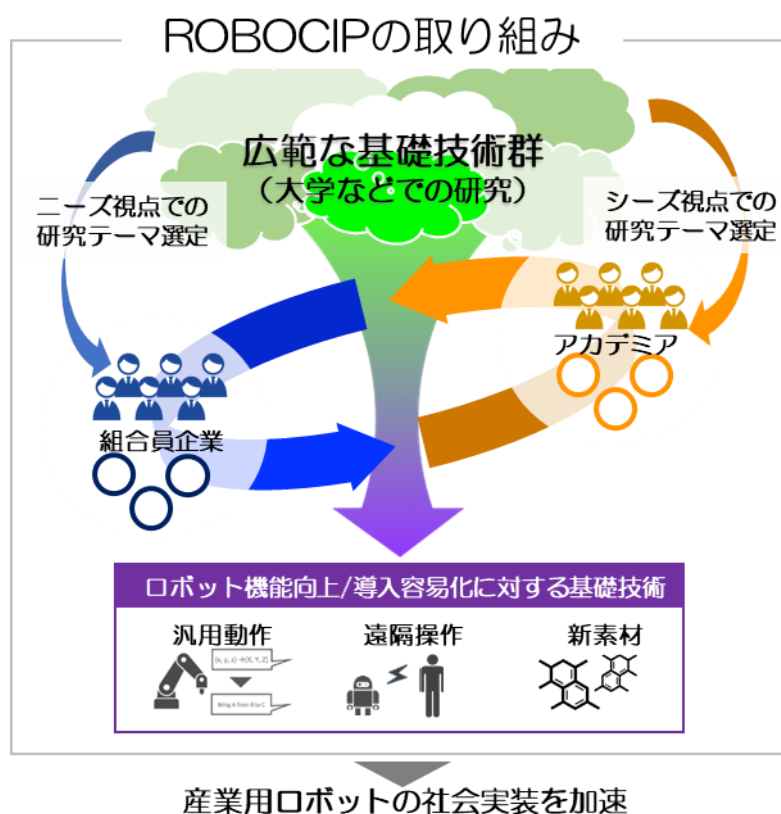 ROBOCIPの取り組み
広範な基礎技術群
（大学などでの研究）
ニーズ視点での
研究テーマ選定
シーズ視点での
研究テーマ選定
アカデミア
組合員企業
ロボット機能向上/導入容易化に対する基礎技術
汎用動作
遠隔操作
新素材
(x, y, z)→(X, Y, Z)
Bring A from B to C
産業用ロボットの社会実装を加速